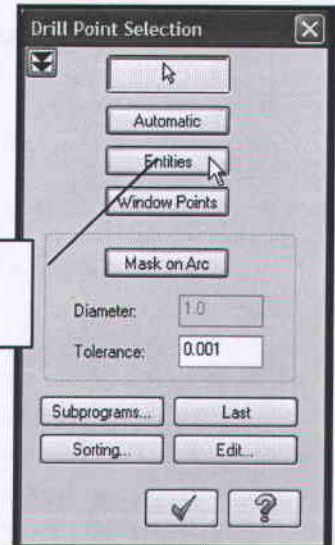 Drill Point Selection
Automatic
Entities
Window Points
Mask on Arc
Diameter: 1.0
Tolerance: 0.001
Subprograms... Last
Sorting... Edit...